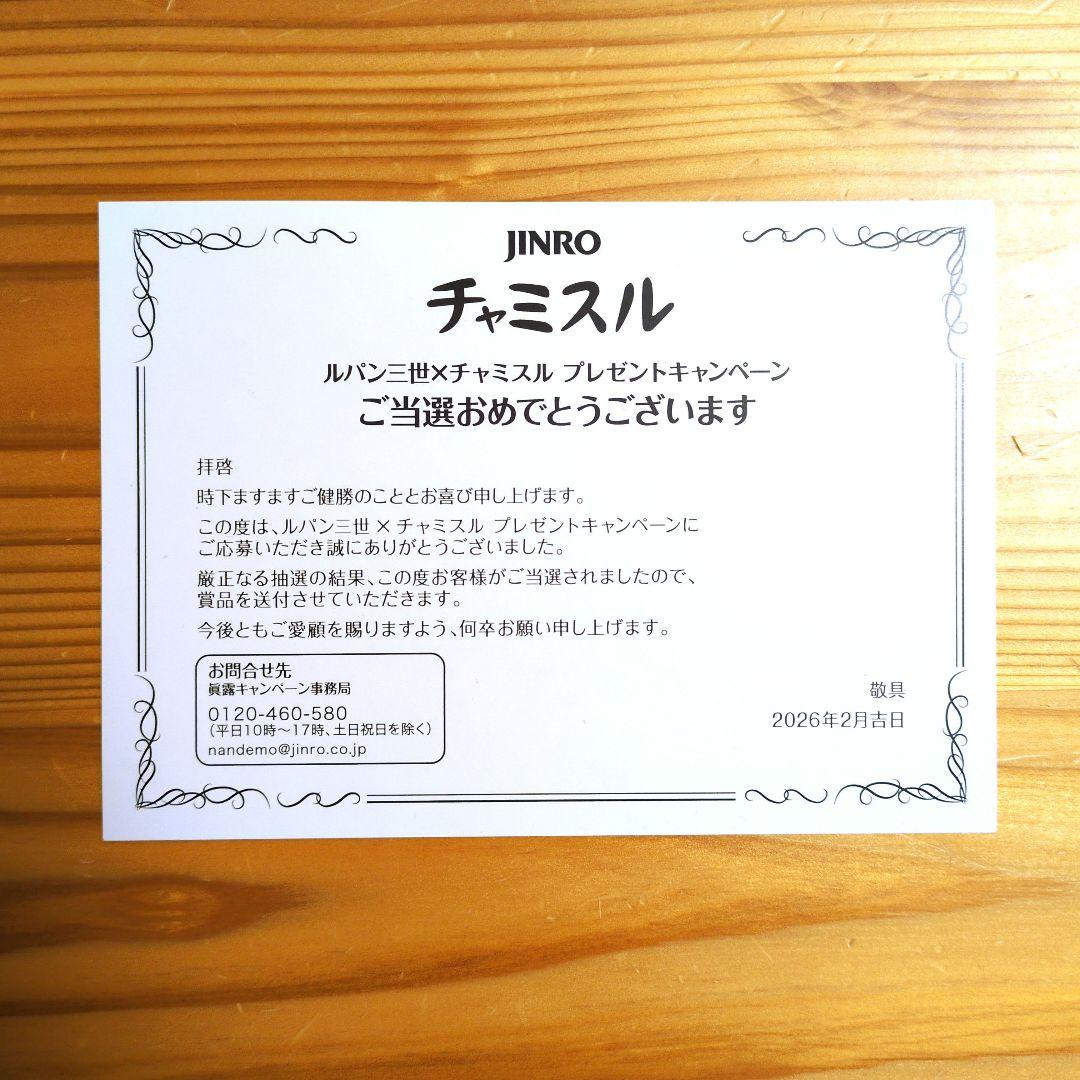 JINRO
チャミスル
ルパン三世×チャミスル プレゼントキャンペーン
ご当選おめでとうございます
拝啓
時下ますますご健勝のこととお喜び申し上げます。
この度は、ルパン三世×チャミスル プレゼントキャンペーンに
ご応募いただき誠にありがとうございました。
厳正なる抽選の結果、この度お客様がご当選されましたので、
賞品を送付させていただきます。
今後ともご愛顧を賜りますよう、何卒お願い申し上げます。
お問合せ先
眞露キャンペーン事務局
0120-460-580
(平日10時〜17時、土日祝日を除く)
nandemo@jinro.co.jp
敬具
2026年2月吉日